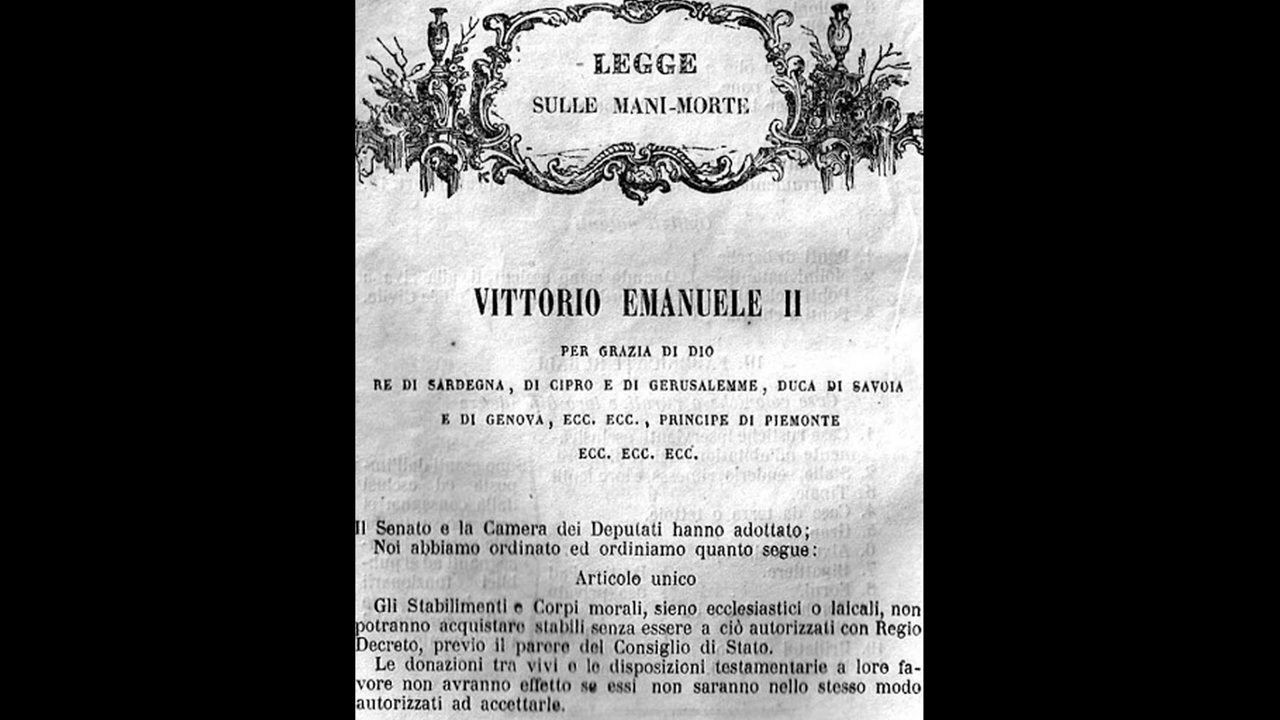 LEGGE
SULLE MANI-MORTE
VITTORIO EMANUELE II
PER GRAZIA DI DIO
RE DI SARDEGNA, DI CIPRO E DI GERUSALEMME, DUCA DI SAVOIA
E DI GENOVA, ECC. ECC., PRINCIPE DI PIEMONTE
ECC. ECC. ECC.
Il Senato e la Camera dei Deputati hanno adottato;
Noi abbiamo ordinato ed ordiniamo quanto segue:
Articolo unico
Gli Stabilimenti e Corpi morali, sieno ecclesiastici o laicali, non
potranno acquistare stabili senza essere a ciò autorizzati con Regio
Decreto, previo il parere del Consiglio di Stato.
Le donazioni tra vivi e le disposizioni testamentarie a loro fa-
vore non avranno effetto se essi non saranno nello stesso modo
autorizzati ad accettarle.